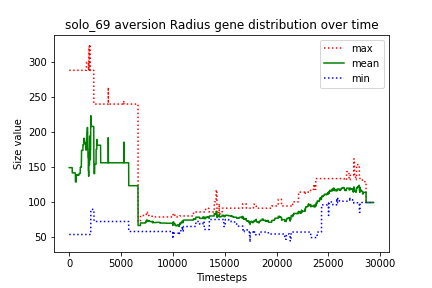 solo_69 aversion Radius gene distribution over time
max
mean
min
300
250
200
150
100
50
Size value
0
5000
10000
15000
20000
25000
30000
Timesteps